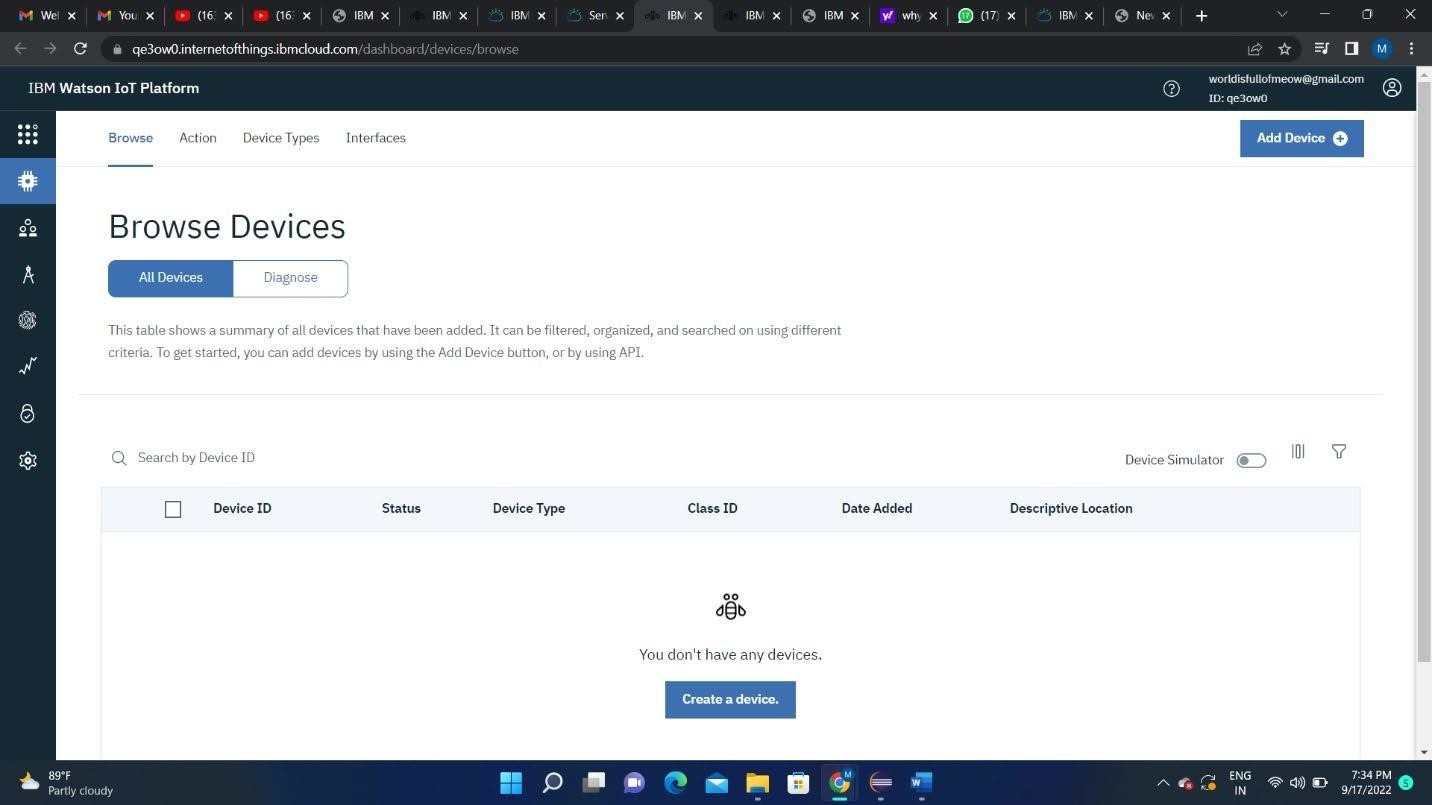 Wel
You
(16:
(16:
IBM
IBM
IBM
Ser
IBM
IBM
IBM
why
(17)
IBM
Nev
qe3ow0.internetofthings.ibmcloud.com/dashboard/devices/browse
M
IBM Watson IoT Platform
worldisfullofmeow@gmail.com
ID: qe3ow0
Browse Action Device Types Interfaces
Add Device
Browse Devices
All Devices Diagnose
This table shows a summary of all devices that have been added. It can be filtered, organized, and searched on using different
criteria. To get started, you can add devices by using the Add Device button, or by using API.
Search by Device ID
Device Simulator
Device ID Status Device Type Class ID Date Added Descriptive Location
You don't have any devices.
Create a device.
89°F
Partly cloudy
ENG
IN
7:34 PM
9/17/2022